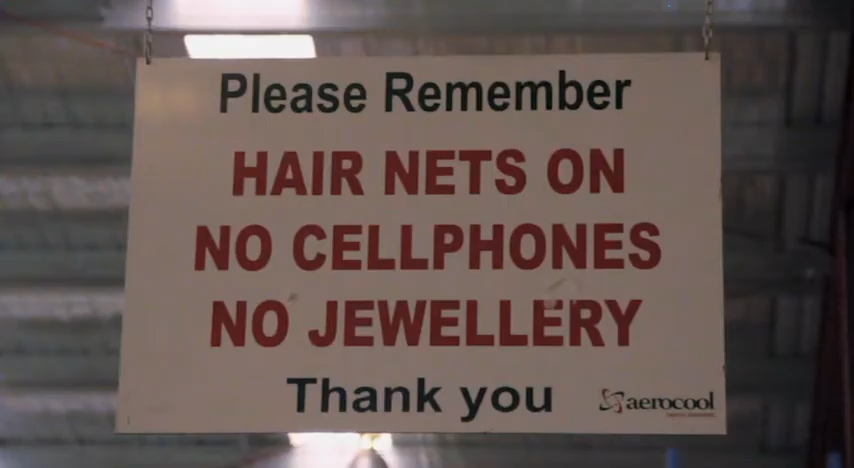 Please Remember
HAIR NETS ON
NO CELLPHONES
NO JEWELLERY
Thank you
aerocool